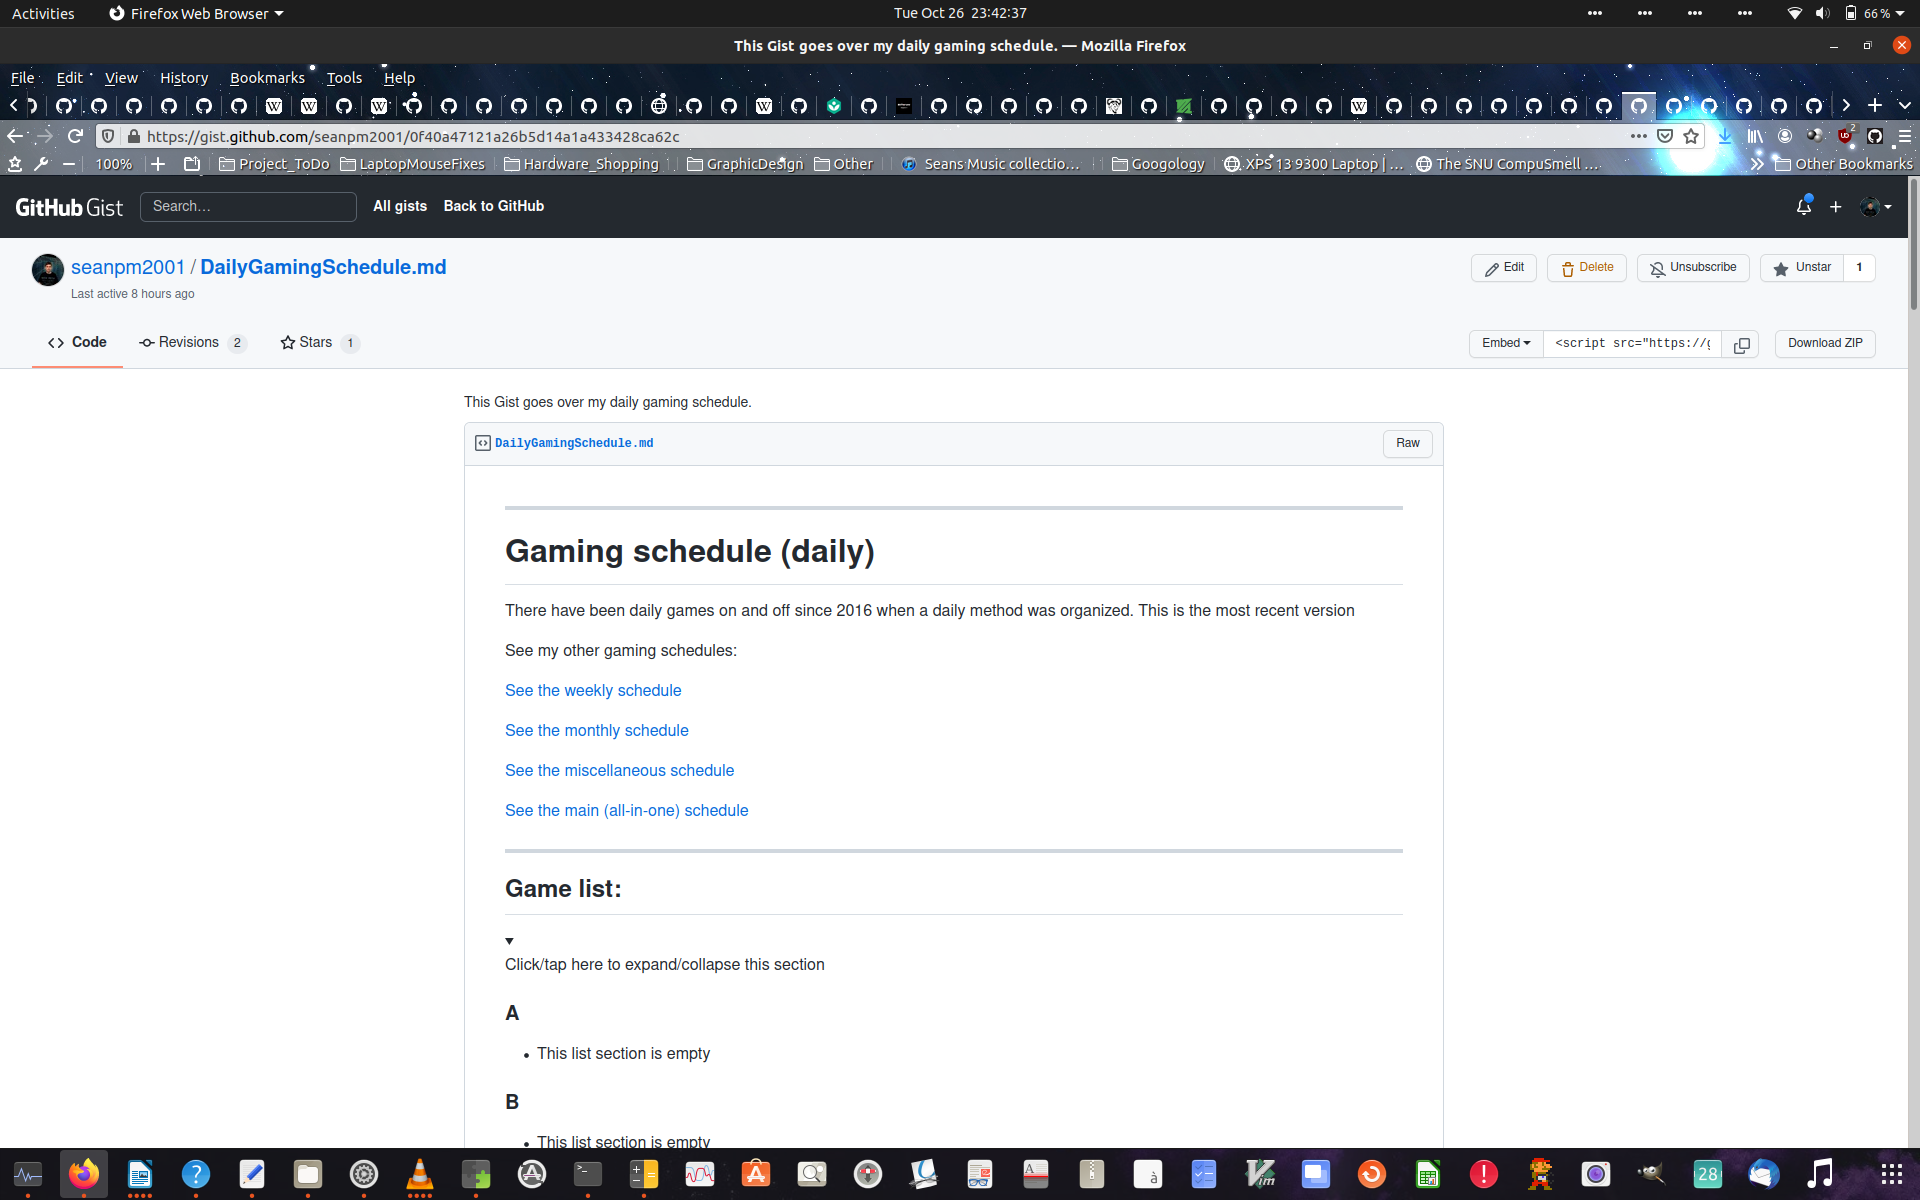 Activities Firefox Web Browser Tue Oct 26 23:42:37 66 %
This Gist goes over my daily gaming schedule. — Mozilla Firefox
File Edit View History Bookmarks Tools Help
https://gist.github.com/seanpm2001/0f40a47121a26b5d14a1a433428ca62c 2
100% Project_ToDo LaptopMouseFixes Hardware_Shopping GraphicDesign Other Seans Music collectio… Googology XPS 13 9300 Laptop | … The SNU CompuSmell … Other Bookmarks
GitHub Gist Search… All gists Back to GitHub
seanpm2001 / DailyGamingSchedule.md Edit Delete Unsubscribe Unstar 1
Last active 8 hours ago
Code Revisions 2 Stars 1 Embed <script src="https://g Download ZIP
This Gist goes over my daily gaming schedule.
DailyGamingSchedule.md Raw
Gaming schedule (daily)
There have been daily games on and off since 2016 when a daily method was organized. This is the most recent version
See my other gaming schedules:
See the weekly schedule
See the monthly schedule
See the miscellaneous schedule
See the main (all-in-one) schedule
Game list:
Click/tap here to expand/collapse this section
A
• This list section is empty
B
• This list section is empty
28